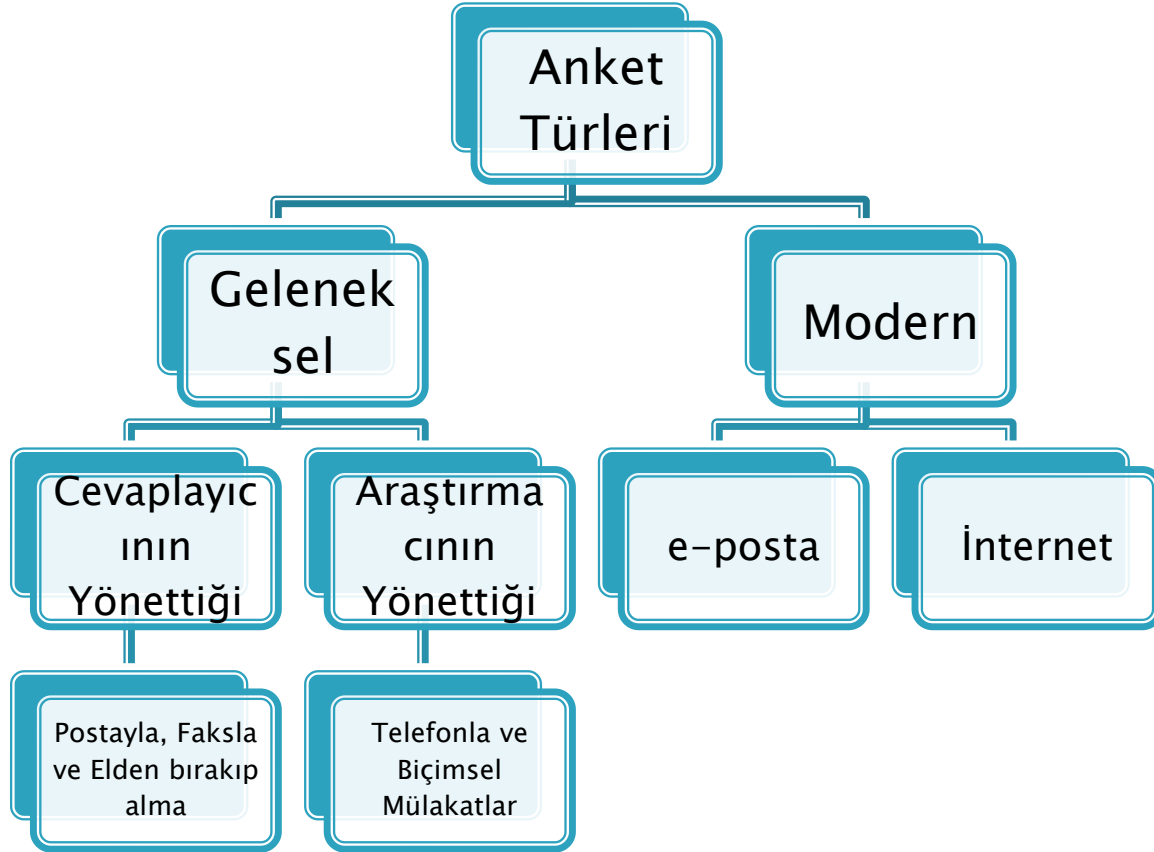 Anket
Türleri
Gelenek
sel
Modern
Cevaplayıc
ının
Yönettiği
Araştırma
cının
Yönettiği
e-posta
İnternet
Postayla, Faksla
ve Elden bırakıp
alma
Telefonla ve
Biçimsel
Mülakatlar